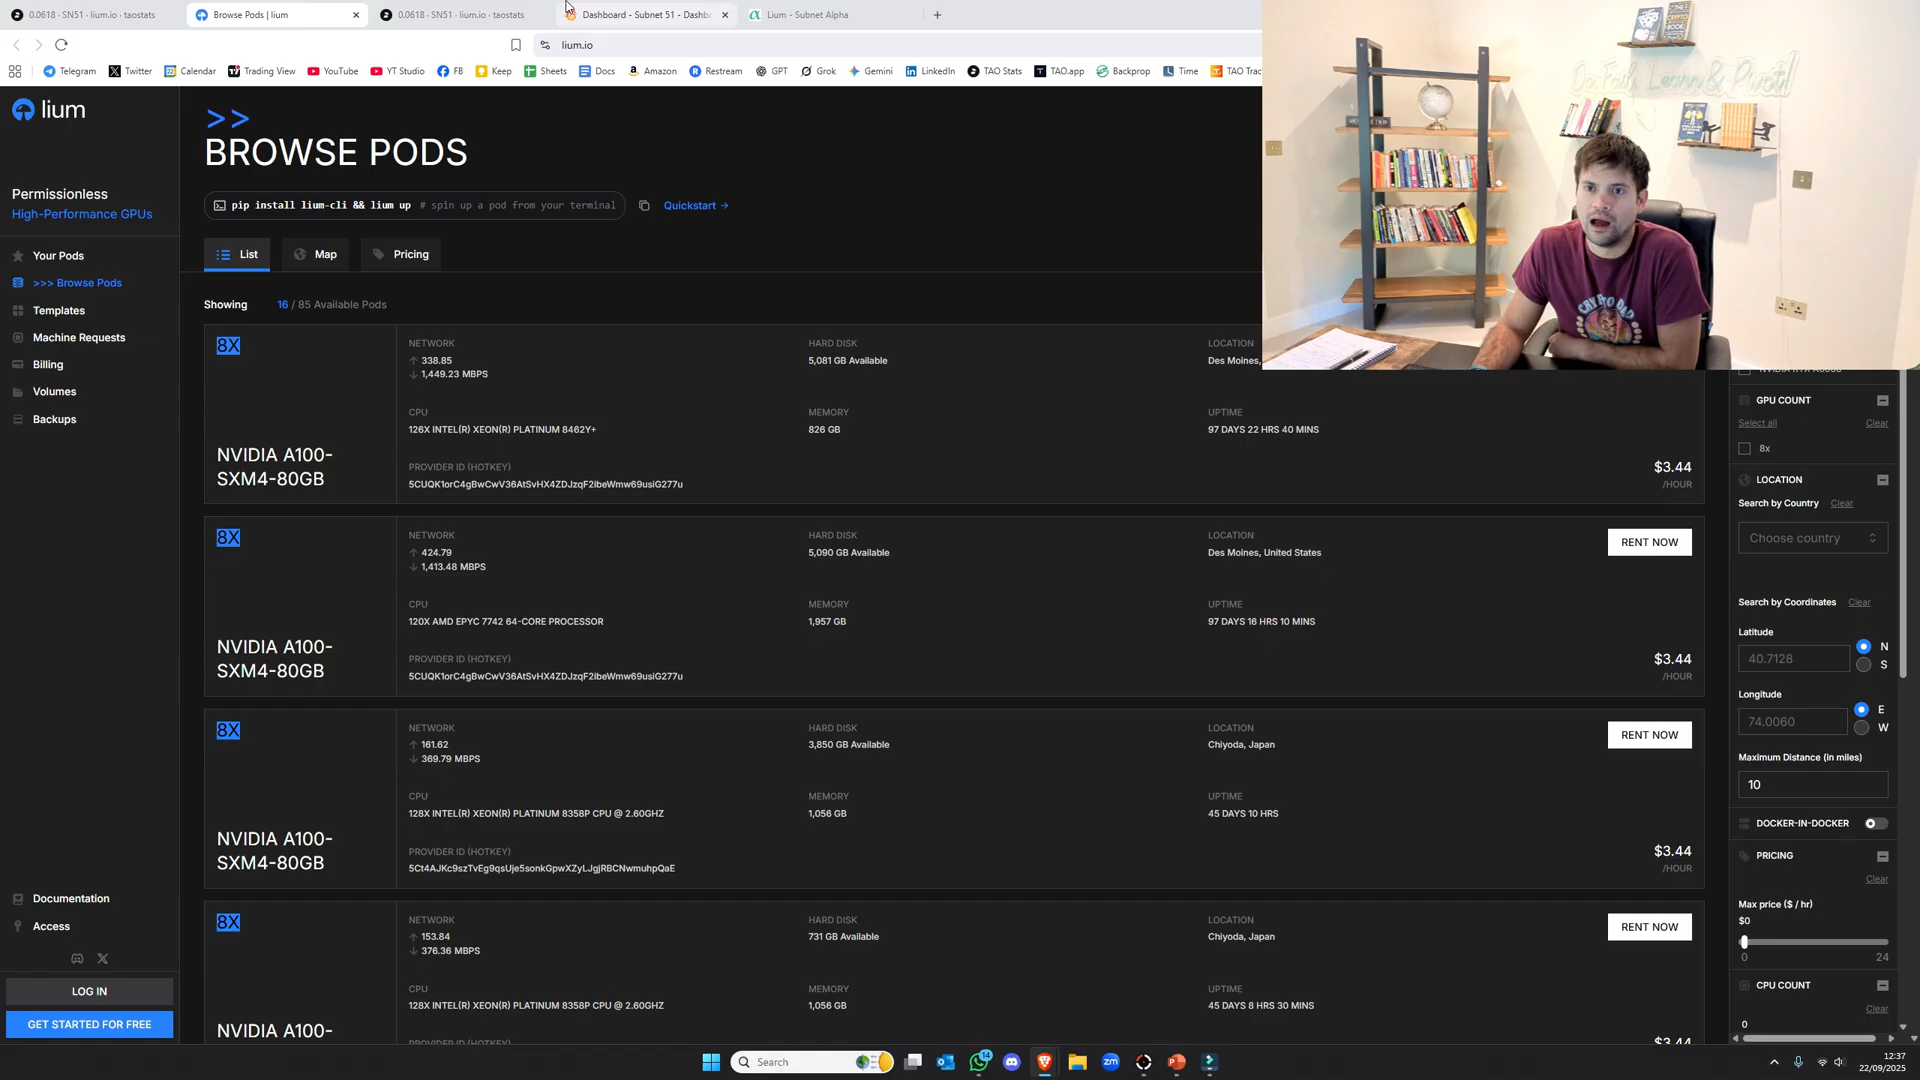 0.0618 · SN51 · lium.io · taostats
Browse Pods | lium
0.0618 · SN51 · lium.io · taostats
Dashboard - Subnet 51 - Dashbo
Lium - Subnet Alpha
lium.io
Telegram
Twitter
Calendar
Trading View
YouTube
YT Studio
FB
Keep
Sheets
Docs
Amazon
Restream
GPT
Grok
Gemini
LinkedIn
TAO Stats
TAO.app
Backprop
Time
TAO Trac
lium
Permissionless
High-Performance GPUs
Your Pods
>>> Browse Pods
Templates
Machine Requests
Billing
Volumes
Backups
Documentation
Access
LOG IN
GET STARTED FOR FREE
>>
BROWSE PODS
pip install lium-cli && lium up # spin up a pod from your terminal
Quickstart →
List
Map
Pricing
Showing 16 / 85 Available Pods
8X
NVIDIA A100-
SXM4-80GB
NETWORK
↑ 338.85
↓ 1,449.23 MBPS
HARD DISK
5,081 GB Available
LOCATION
Des Moines,
CPU
126X INTEL(R) XEON(R) PLATINUM 8462Y+
MEMORY
826 GB
UPTIME
97 DAYS 22 HRS 40 MINS
PROVIDER ID (HOTKEY)
5CUQK1orC4gBwCwV36AtSvHX4ZDJzqF2ibeWmw69usiG277u
$3.44
/HOUR
8X
NVIDIA A100-
SXM4-80GB
NETWORK
↑ 424.79
↓ 1,413.48 MBPS
HARD DISK
5,090 GB Available
LOCATION
Des Moines, United States
RENT NOW
CPU
120X AMD EPYC 7742 64-CORE PROCESSOR
MEMORY
1,957 GB
UPTIME
97 DAYS 16 HRS 10 MINS
PROVIDER ID (HOTKEY)
5CUQK1orC4gBwCwV36AtSvHX4ZDJzqF2ibeWmw69usiG277u
$3.44
/HOUR
8X
NVIDIA A100-
SXM4-80GB
NETWORK
↑ 161.62
↓ 369.79 MBPS
HARD DISK
3,850 GB Available
LOCATION
Chiyoda, Japan
RENT NOW
CPU
128X INTEL(R) XEON(R) PLATINUM 8358P CPU @ 2.60GHZ
MEMORY
1,056 GB
UPTIME
45 DAYS 10 HRS
PROVIDER ID (HOTKEY)
5Ct4AJKc9szTvEg9qsUje5sonkGpwXZyLJgjRBCNwmuhpQaE
$3.44
/HOUR
8X
NVIDIA A100-
NETWORK
↑ 153.84
↓ 376.36 MBPS
HARD DISK
731 GB Available
LOCATION
Chiyoda, Japan
RENT NOW
CPU
128X INTEL(R) XEON(R) PLATINUM 8358P CPU @ 2.60GHZ
MEMORY
1,056 GB
UPTIME
45 DAYS 8 HRS 30 MINS
PROVIDER ID (HOTKEY)
$3.44
GPU COUNT
Select all
Clear
8x
LOCATION
Search by Country
Clear
Choose country
Search by Coordinates
Clear
Latitude
40.7128
N
S
Longitude
74.0060
E
W
Maximum Distance (in miles)
10
DOCKER-IN-DOCKER
PRICING
Clear
Max price ($ / hr)
$0
0
24
CPU COUNT
Clear
0
Do, Fail, Learn & Pivot!
CRYPTO DAD
Search
14
zm
12:37
22/09/2025